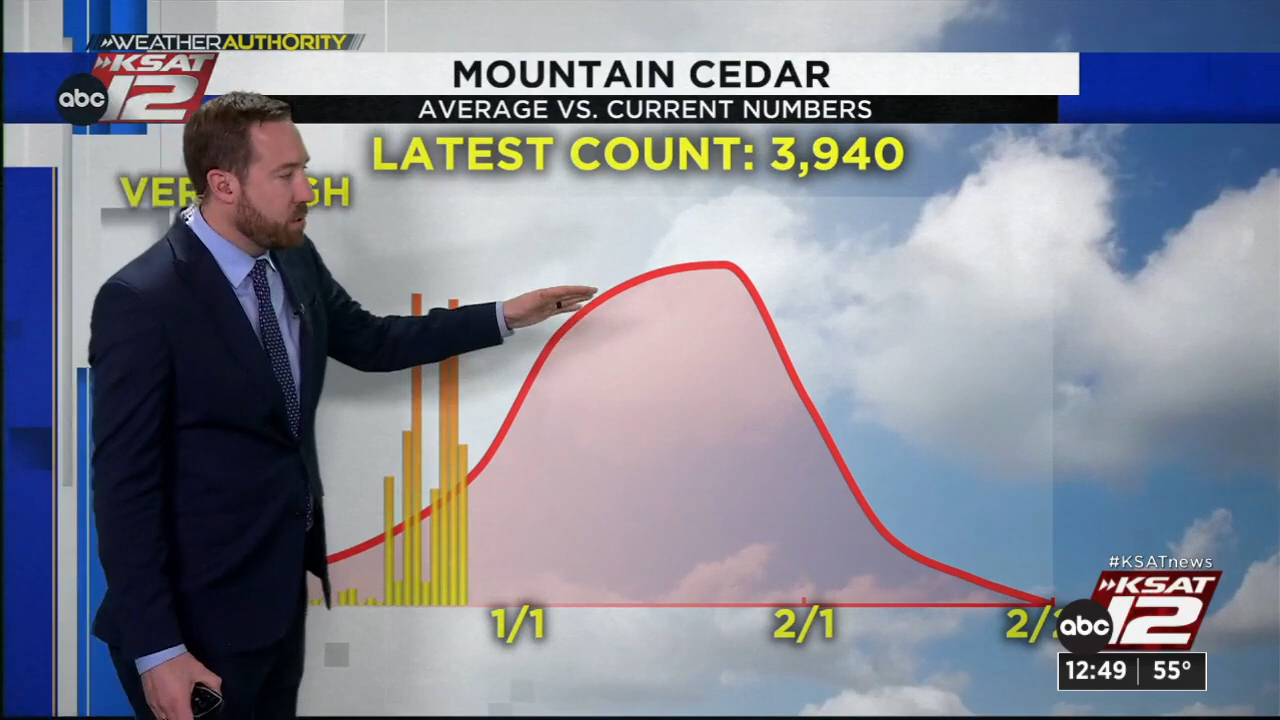 WEATHERAUTHORITY
KSAT
abc 12
MOUNTAIN CEDAR
AVERAGE VS. CURRENT NUMBERS
LATEST COUNT: 3,940
1/1
2/1
#KSATnews
KSAT
abc 12
12:49 55°